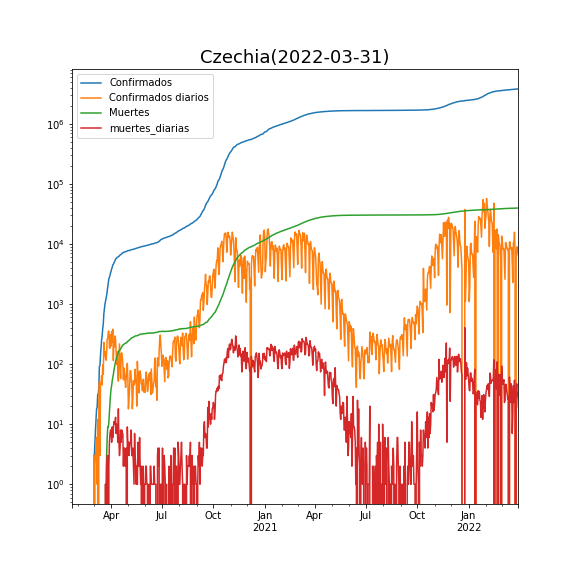 Czechia(2022-03-31)
Confirmados
Confirmados diarios
Muertes
muertes_diarias
10^6
10^5
10^4
10^3
10^2
10^1
10^0
Apr Jul Oct Jan Apr Jul Oct Jan
2021 2022